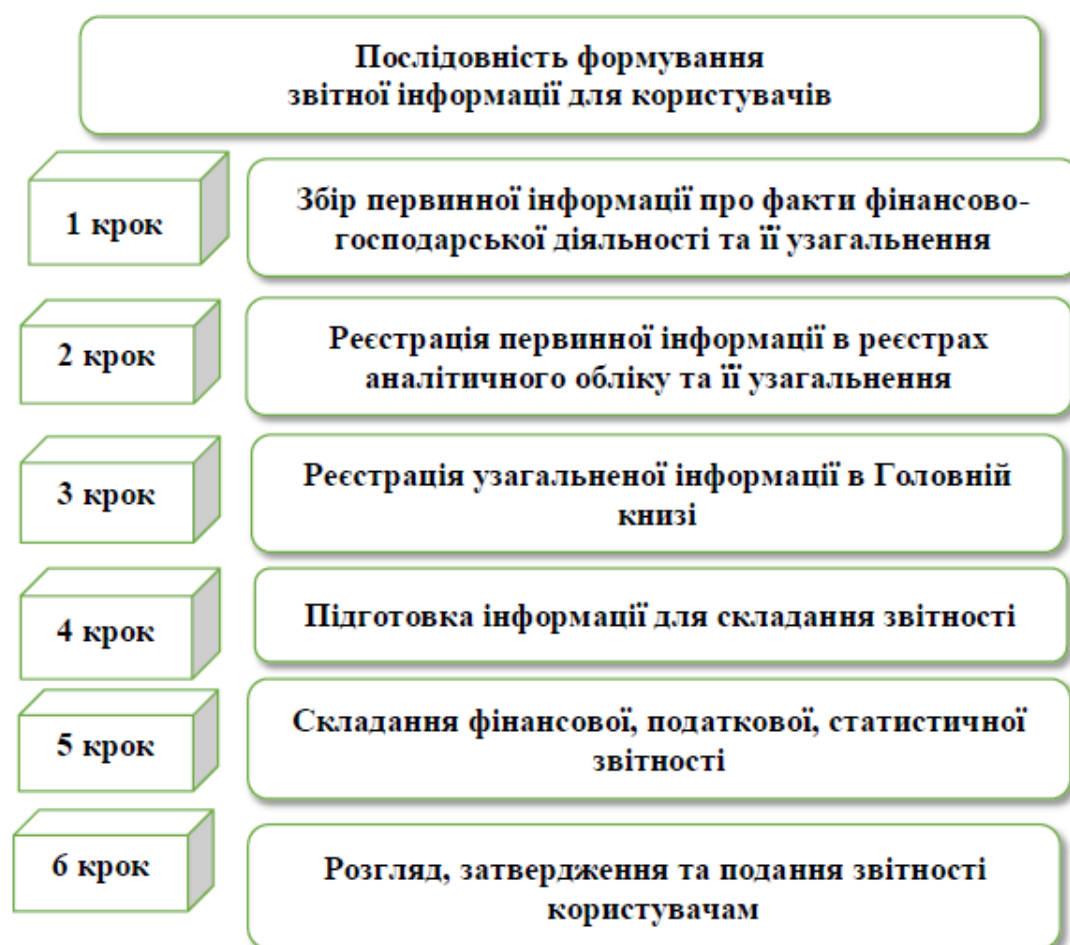 Послідовність формування
звітної інформації для користувачів
1 крок
Збір первинної інформації про факти фінансово-
господарської діяльності та її узагальнення
2 крок
Реєстрація первинної інформації в реєстрах
аналітичного обліку та її узагальнення
3 крок
Реєстрація узагальненої інформації в Головній
книзі
4 крок
Підготовка інформації для складання звітності
5 крок
Складання фінансової, податкової, статистичної
звітності
6 крок
Розгляд, затвердження та подання звітності
користувачам